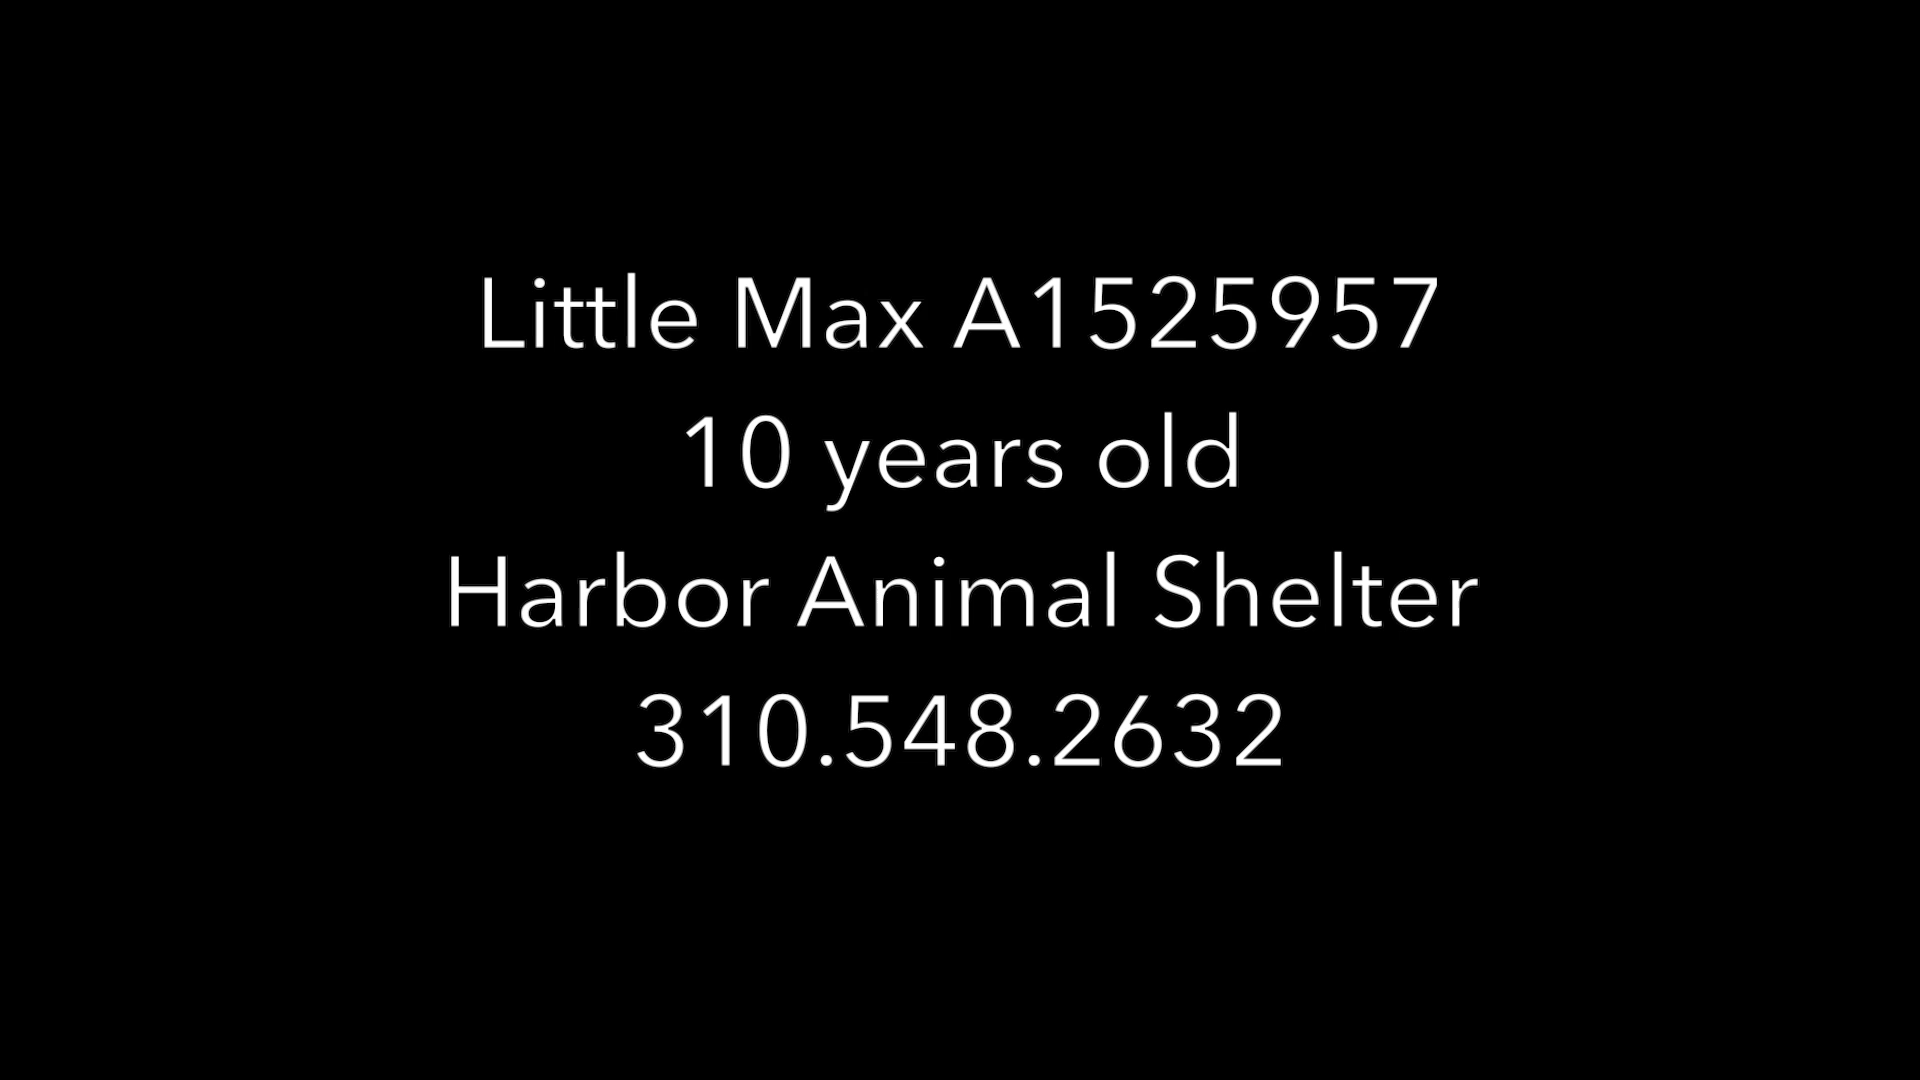 Little Max A1525957
10 years old
Harbor Animal Shelter
310.548.2632